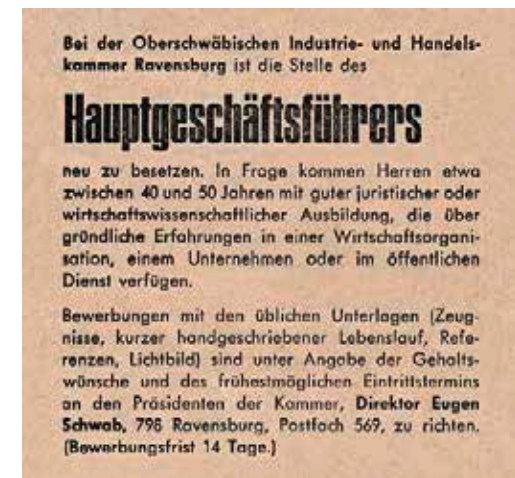 Bei der Oberschwäbischen Industrie- und Handels-
kammer Ravensburg ist die Stelle des
Hauptgeschäftsführers
neu zu besetzen. In Frage kommen Herren etwa
zwischen 40 und 50 Jahren mit guter juristischer oder
wirtschaftswissenschaftlicher Ausbildung, die über
gründliche Erfahrungen in einer Wirtschaftsorgani-
sation, einem Unternehmen oder im öffentlichen
Dienst verfügen.
Bewerbungen mit den üblichen Unterlagen (Zeug-
nisse, kurzer handgeschriebener Lebenslauf, Refe-
renzen, Lichtbild) sind unter Angabe der Gehalts-
wünsche und des frühestmöglichen Eintrittstermins
an den Präsidenten der Kammer, Direktor Eugen
Schwab, 798 Ravensburg, Postfach 569, zu richten.
(Bewerbungsfrist 14 Tage.)